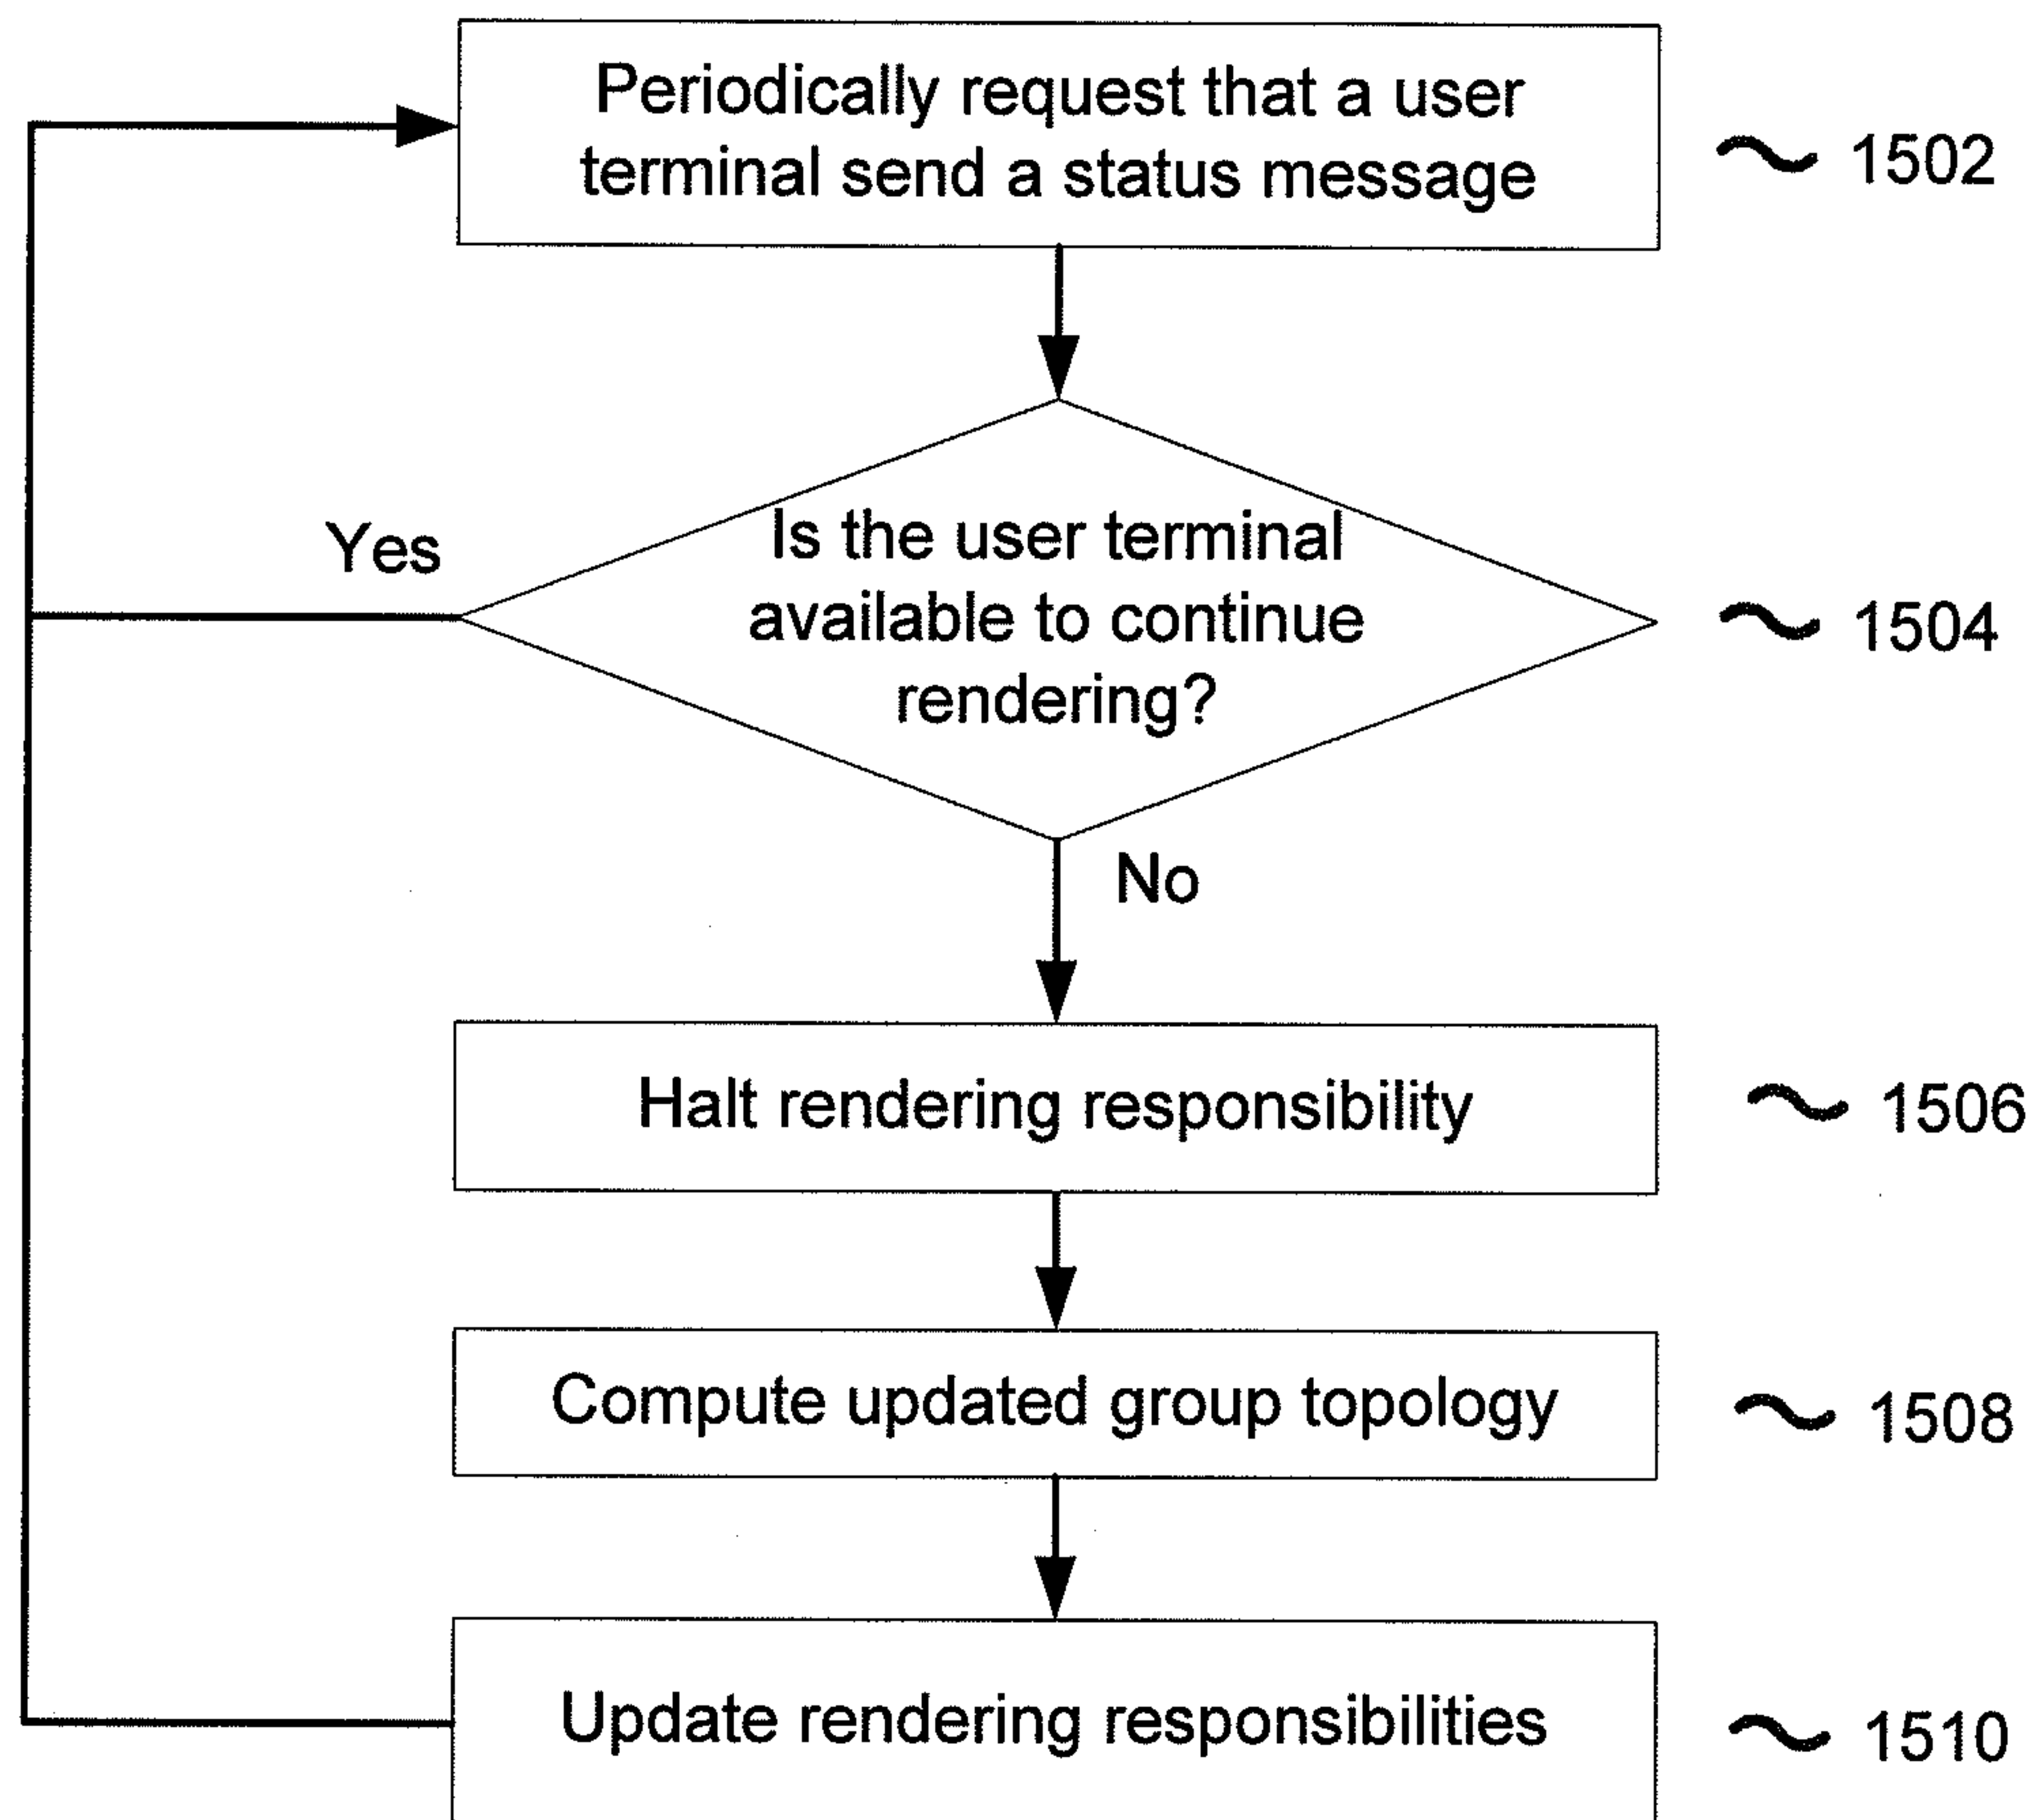 Periodically request that a user
terminal send a status message
1502
Is the user terminal
available to continue
rendering?
1504
Yes
No
Halt rendering responsibility
1506
Compute updated group topology
1508
Update rendering responsibilities
1510